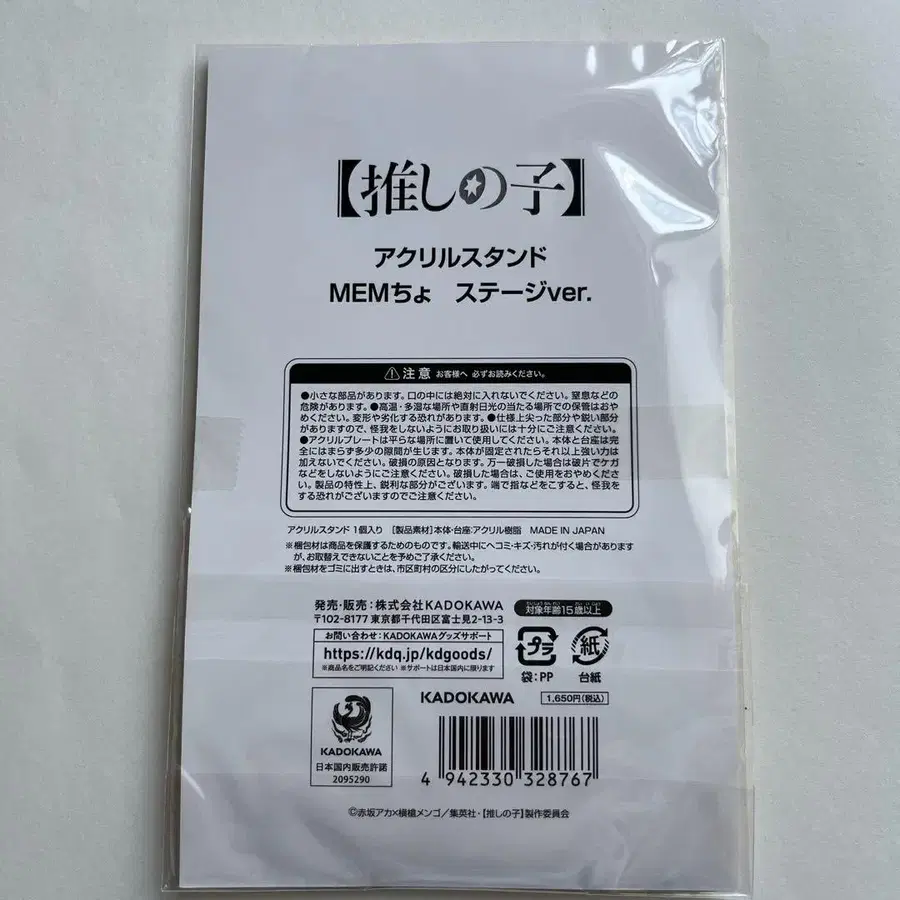 【推しの子】
アクリルスタンド
MEMちょ ステージver.
注意 お客様へ 必ずお読みください。
●小さな部品があります。口の中には絶対に入れないでください。窒息などの
危険があります。●高温・多湿な場所や直射日光の当たる場所での保管はおや
めください。変形や劣化する恐れがあります。●仕様上尖った部分や鋭い部分
がありますので、怪我をしないようにお取り扱いには十分にご注意ください。
●アクリルプレートは平らな場所に置いて使用してください。本体と台座は完
全にはまらず多少の隙間が生じます。本体が固定されたらそれ以上強い力は
加えないでください。破損の原因となります。万一破損した場合は破片でケガ
などをしないようにご注意ください。破損した場合は、ご使用をおやめくださ
い。製品の特性上、鋭利な部分がございます。端で指などをこすると、怪我を
する恐れがございますのでご注意ください。
アクリルスタンド 1個入り [製品素材]本体・台座:アクリル樹脂 MADE IN JAPAN
※梱包材は商品を保護するためのものです。輸送中にヘコミ・キズ・汚れが付く場合があります
が、お取替えできないことを予めご了承ください。
※梱包材をゴミに出すときは、市区町村の区分にしたがってください。
発売・販売:株式会社KADOKAWA
〒102-8177 東京都千代田区富士見2-13-3
たいしょうねんれい さい いじょう
対象年齢15歳以上
お問い合わせ:KADOKAWAグッズサポート
https://kdq.jp/kdgoods/
※商品名をご明記ください ※サポートは日本国内に限ります
プラ
袋:PP
紙
台紙
KADOKAWA
日本国内販売許諾
2095290
KADOKAWA
1,650円(税込)
4 942330 328767
©赤坂アカ×横槍メンゴ/集英社・【推しの子】製作委員会